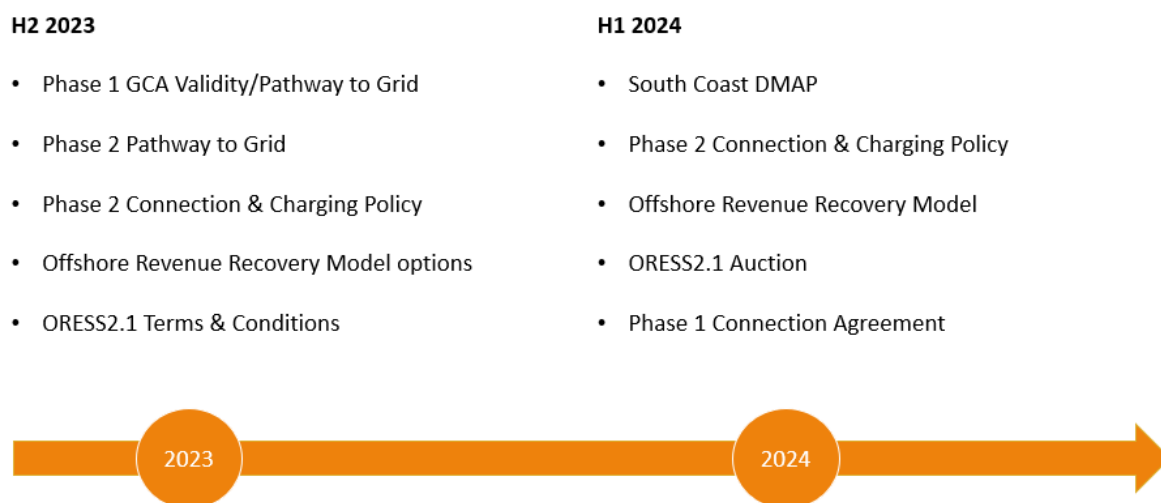 H2 2023
• Phase 1 GCA Validity/Pathway to Grid
• Phase 2 Pathway to Grid
• Phase 2 Connection & Charging Policy
• Offshore Revenue Recovery Model options
• ORESS2.1 Terms & Conditions
H1 2024
• South Coast DMAP
• Phase 2 Connection & Charging Policy
• Offshore Revenue Recovery Model
• ORESS2.1 Auction
• Phase 1 Connection Agreement
2023
2024